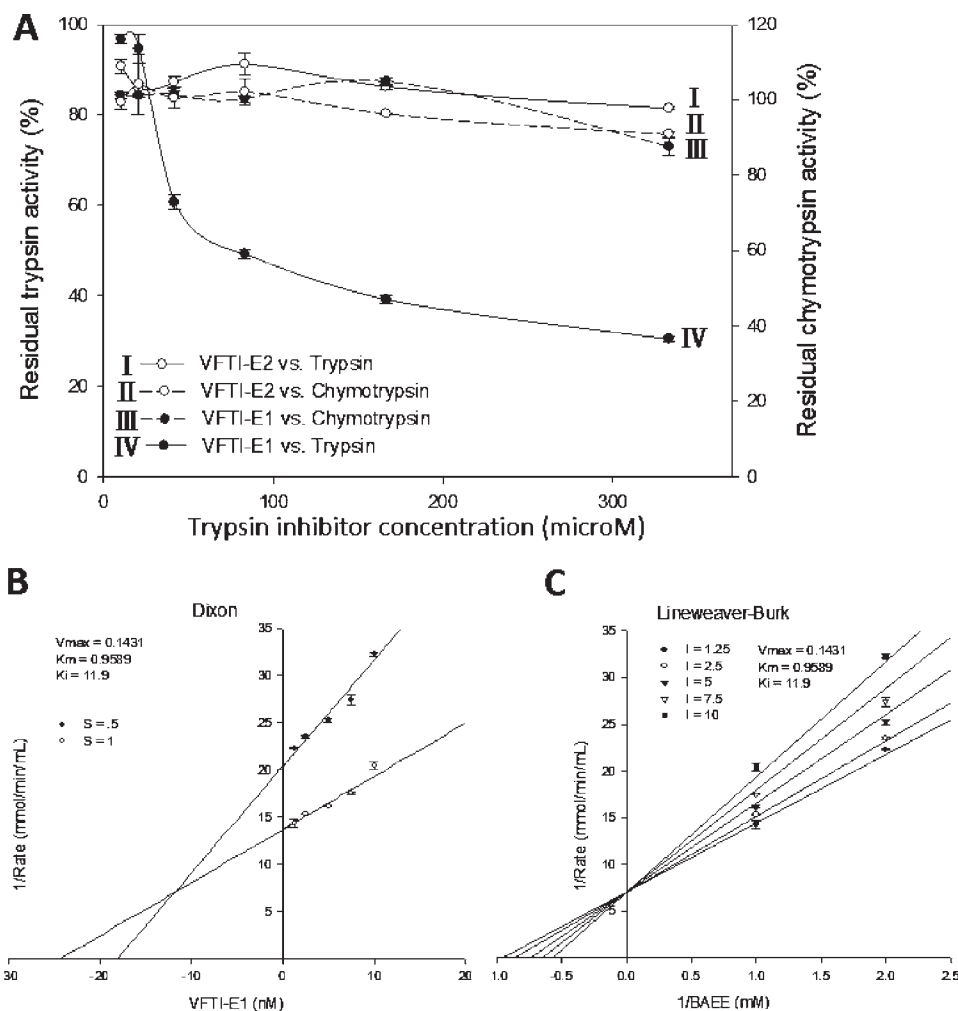 A
100
80
60
40
20
0
Residual trypsin activity (%)
120
100
80
60
40
20
0
Residual chymotrypsin activity (%)
I
II
III
IV
I VFTI-E2 vs. Trypsin
II VFTI-E2 vs. Chymotrypsin
III VFTI-E1 vs. Chymotrypsin
IV VFTI-E1 vs. Trypsin
0 100 200 300
Trypsin inhibitor concentration (microM)
B
Dixon
Vmax = 0.1431
Km = 0.9589
Ki = 11.9
S = .5
S = 1
35
30
25
20
15
10
5
1/Rate (mmol/min/mL)
30 -20 -10 0 10 20
VFTI-E1 (nM)
C
Lineweaver-Burk
I = 1.25
I = 2.5
I = 5
I = 7.5
I = 10
Vmax = 0.1431
Km = 0.9589
Ki = 11.9
35
30
25
20
15
10
5
1/Rate (mmol/min/mL)
1.0 -0.5 0.0 0.5 1.0 1.5 2.0 2.5
1/BAEE (mM)